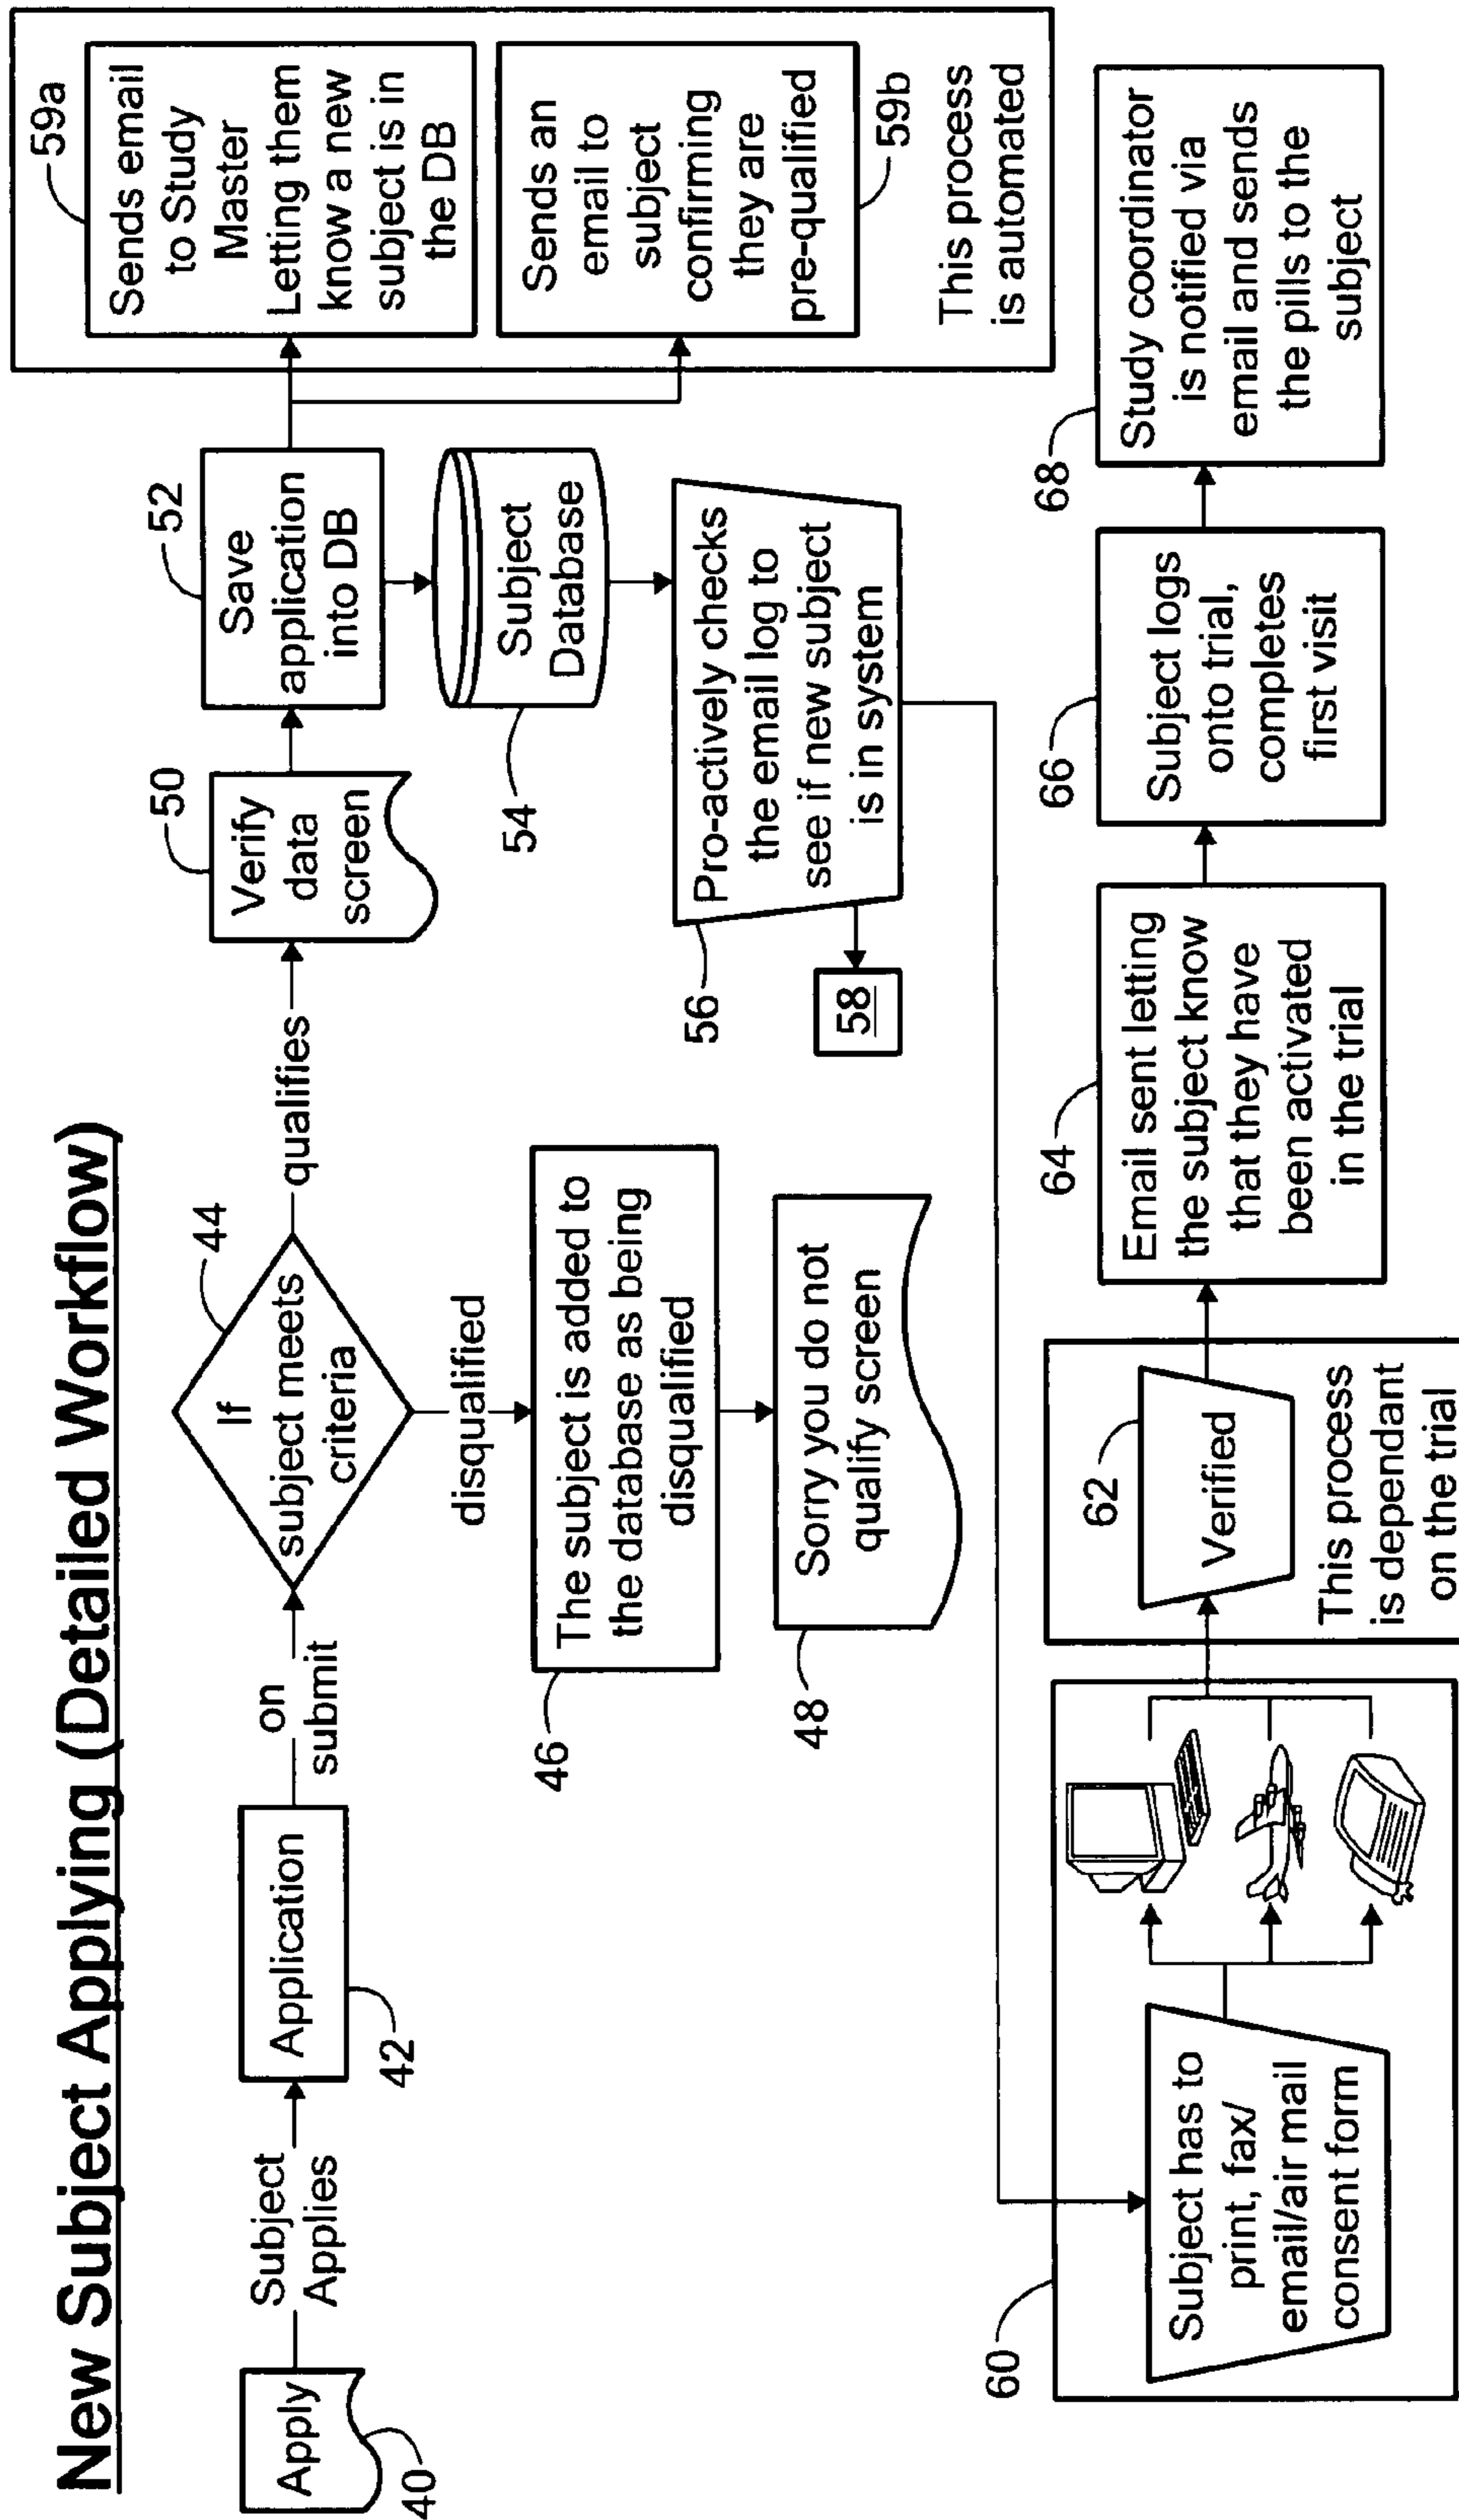 New Subject Applying (Detailed Workflow)
Apply
40
Subject
Applies
Application
42
on
submit
If
subject meets
criteria
44
qualifies
disqualified
The subject is added to
the database as being
disqualified
46
Sorry you do not
qualify screen
48
Verify
data
screen
50
Save
application
into DB
52
Subject
Database
54
Pro-actively checks
the email log to
see if new subject
is in system
56
58
59a
Sends email
to Study
Master
Letting them
know a new
subject is in
the DB
Sends an
email to
subject
confirming
they are
pre-qualified
59b
This process
is automated
60
Subject has to
print, fax/
email/air mail
consent form
62
Verified
This process
is dependant
on the trial
64
Email sent letting
the subject know
that they have
been activated
in the trial
66
Subject logs
onto trial,
completes
first visit
68
Study coordinator
is notified via
email and sends
the pills to the
subject